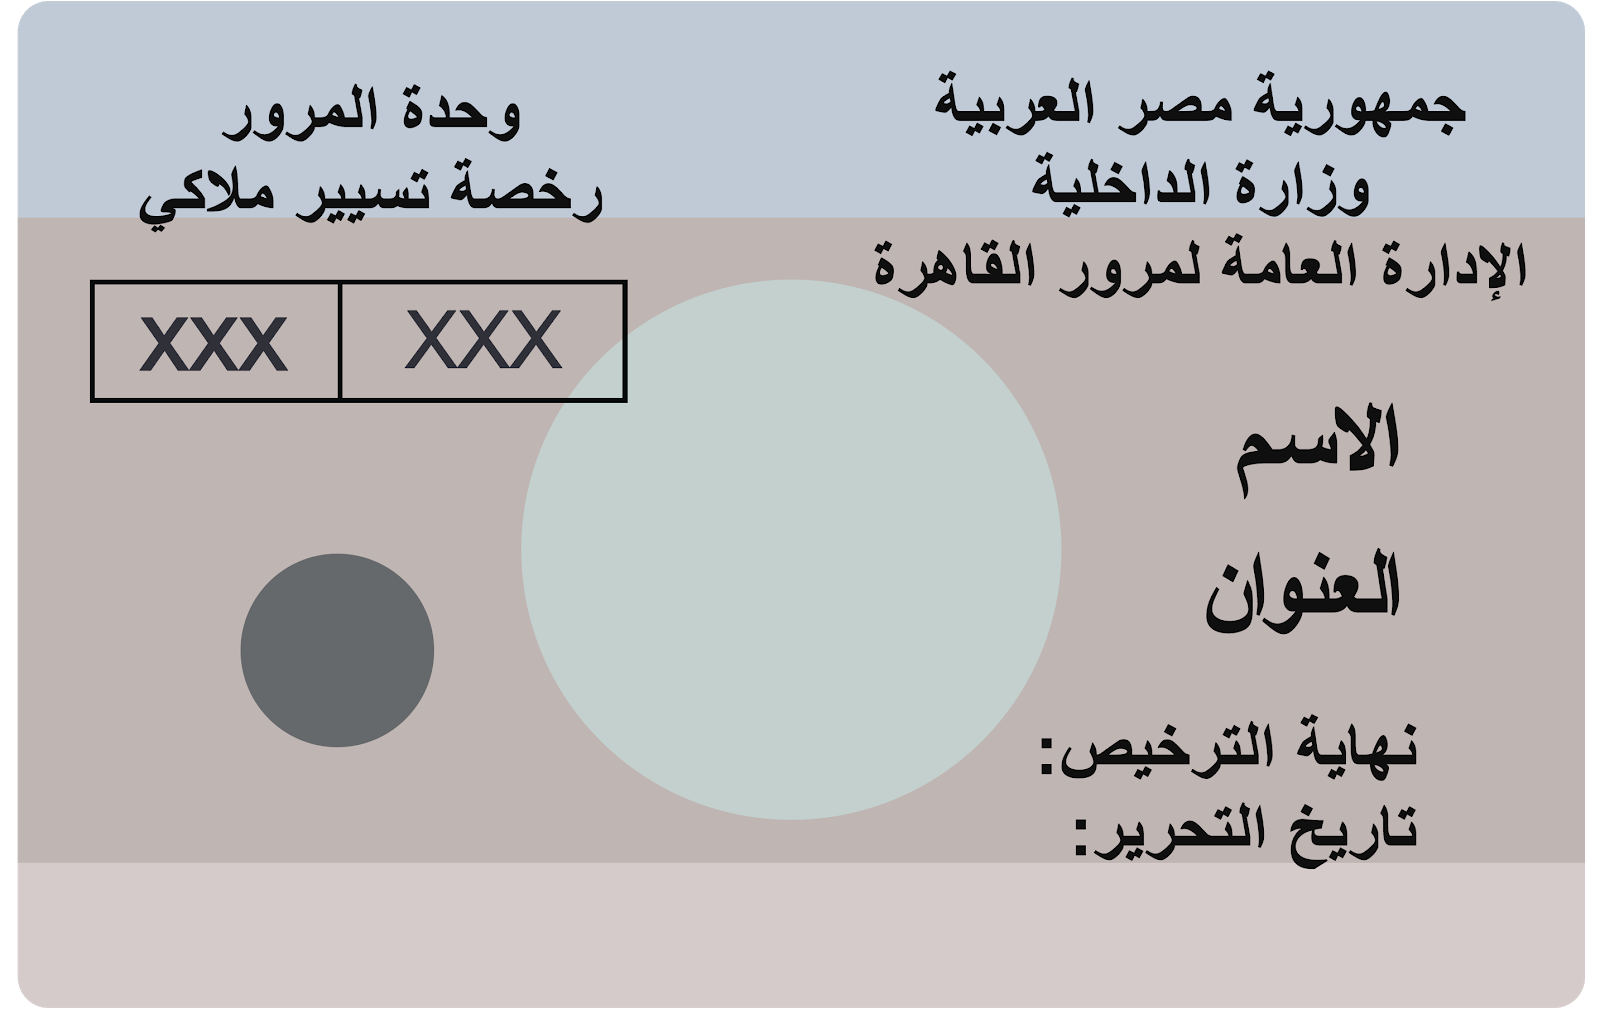 جمهورية مصر العربية
وزارة الداخلية
الإدارة العامة لمرور القاهرة
وحدة المرور
رخصة تسيير ملاكي
XXX
XXX
الاسم
العنوان
نهاية الترخيص:
تاريخ التحرير: